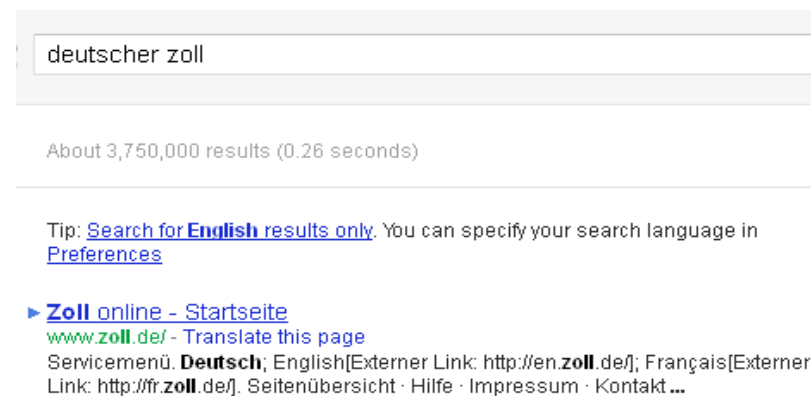 deutscher zoll
About 3,750,000 results (0.26 seconds)
Tip: Search for English results only. You can specify your search language in
Preferences
Zoll online - Startseite
www.zoll.de/ - Translate this page
Servicemenü. Deutsch; English[Externer Link: http://en.zoll.de/]; Français[Externer
Link: http://fr.zoll.de/]. Seitenübersicht · Hilfe · Impressum · Kontakt ...